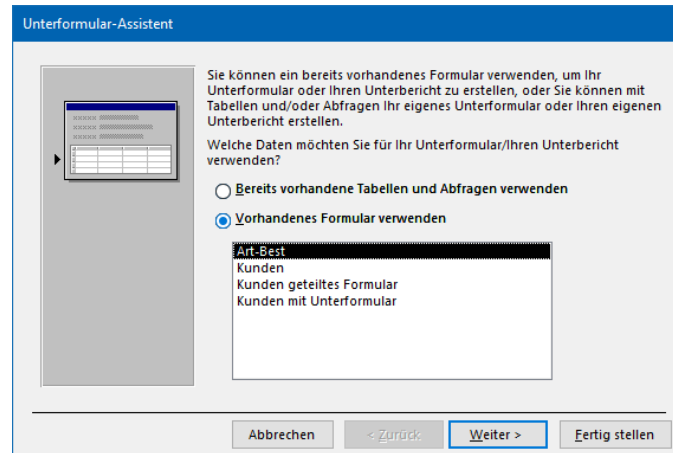 Unterformular-Assistent
Sie können ein bereits vorhandenes Formular verwenden, um Ihr
Unterformular oder Ihren Unterbericht zu erstellen, oder Sie können mit
Tabellen und/oder Abfragen Ihr eigenes Unterformular oder Ihren eigenen
Unterbericht erstellen.
Welche Daten möchten Sie für Ihr Unterformular/Ihren Unterbericht
verwenden?
Bereits vorhandene Tabellen und Abfragen verwenden
Vorhandenes Formular verwenden
Art-Best
Kunden
Kunden geteiltes Formular
Kunden mit Unterformular
xxxxx
xxxxx
xxxxx
Abbrechen
< Zurück
Weiter >
Fertig stellen